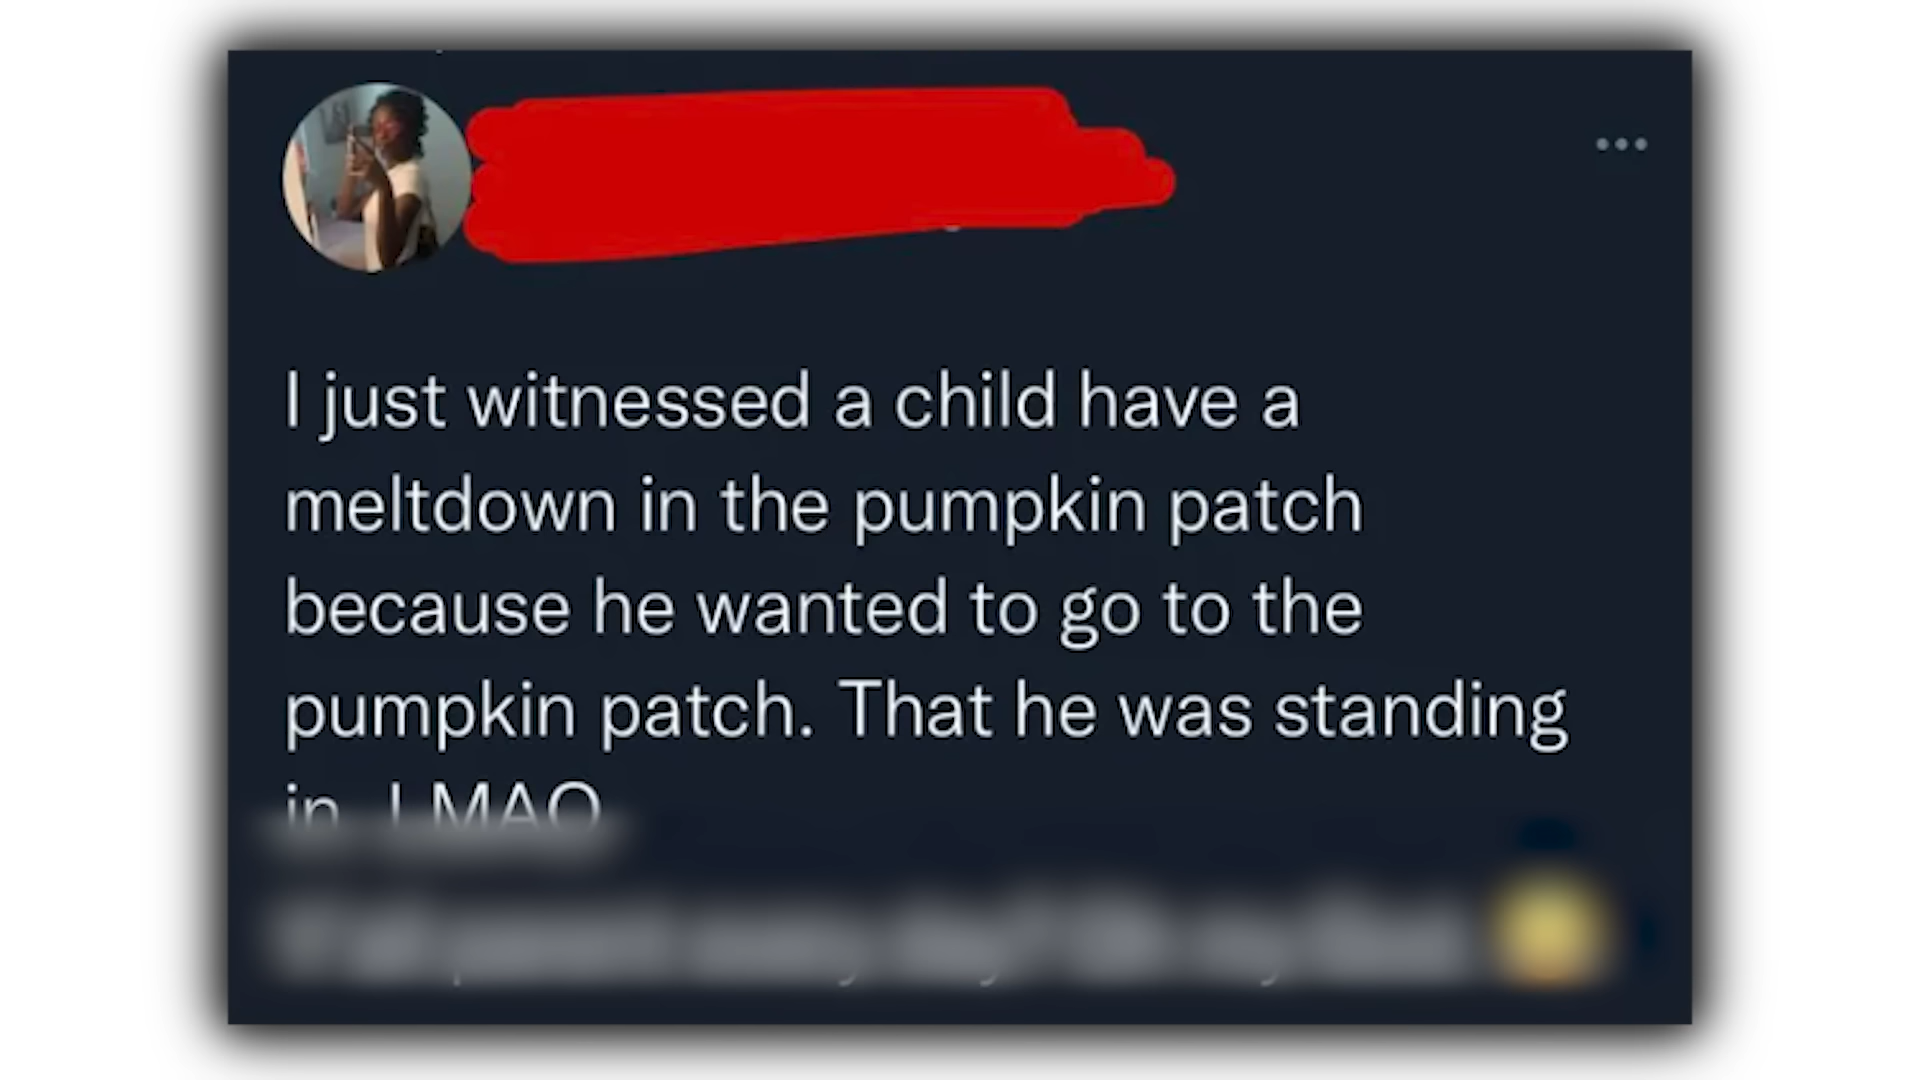 I just witnessed a child have a
meltdown in the pumpkin patch
because he wanted to go to the
pumpkin patch. That he was standing
in. LMAO